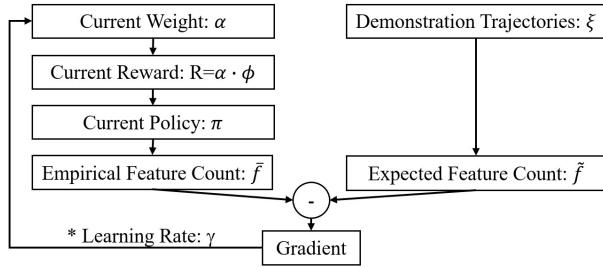 Current Weight: α
Demonstration Trajectories: ξ
Current Reward: R=α · ϕ
Current Policy: π
Empirical Feature Count: f̄
Expected Feature Count: f̃
-
* Learning Rate: γ
Gradient